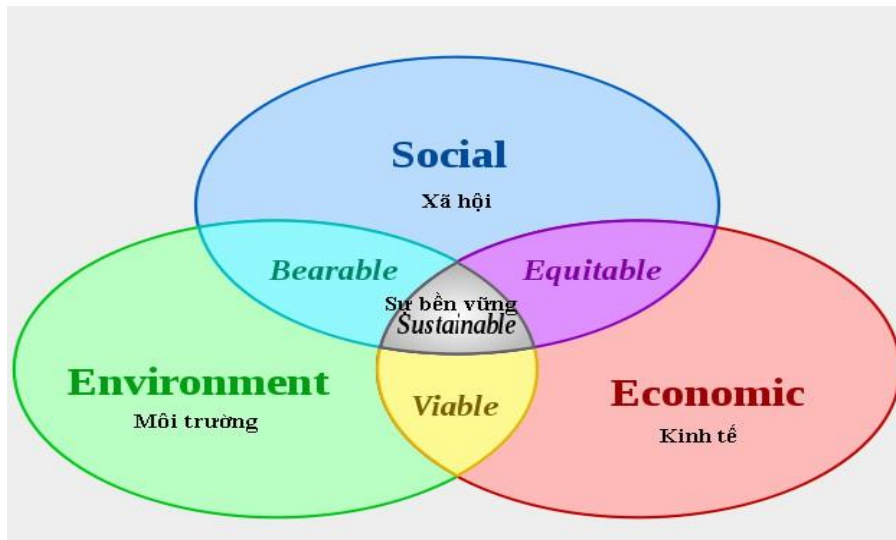 Social
Xã hội
Bearable
Equitable
Sự bền vững
Sustainable
Environment
Môi trường
Viable
Economic
Kinh tế